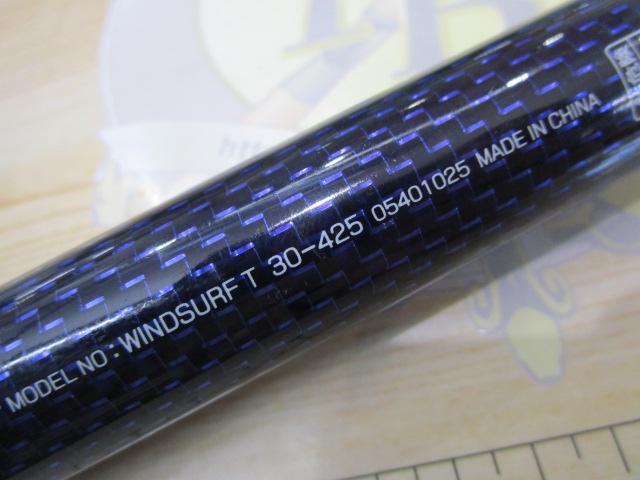 MODEL NO : WINDSURF T 30-425 05401025 MADE IN CHINA